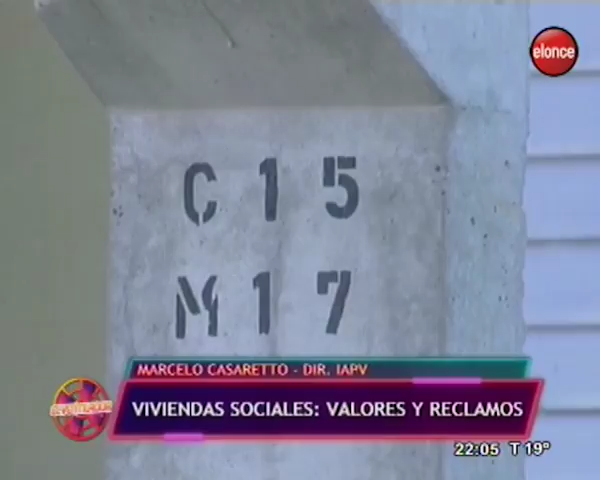 elonce
C 15
M 17
MARCELO CASARETTO - DIR. IAPV
VIVIENDAS SOCIALES: VALORES Y RECLAMOS
22:05 T 19°